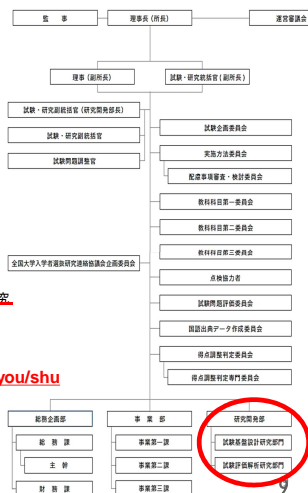 監 事
理事長（所長）
運営審議会
理事（副所長）
試験・研究統括官（副所長）
試験・研究副統括官（研究開発部長）
試験・研究副統括官
試験問題調整官
試験企画委員会
実施方法委員会
配慮事項審査・検討委員会
教科科目第一委員会
教科科目第二委員会
教科科目第三委員会
全国大学入学者選抜研究連絡協議会企画委員会
点検協力者
試験問題評価委員会
国語出典データ作成委員会
得点調整判定委員会
得点調整判定専門委員会
究
you/shu
総務企画部
事 業 部
研究開発部
総 務 課
事業第一課
試験基盤設計研究部門
主 幹
事業第二課
試験評価解析研究部門
財 務 課
事業第三課
9